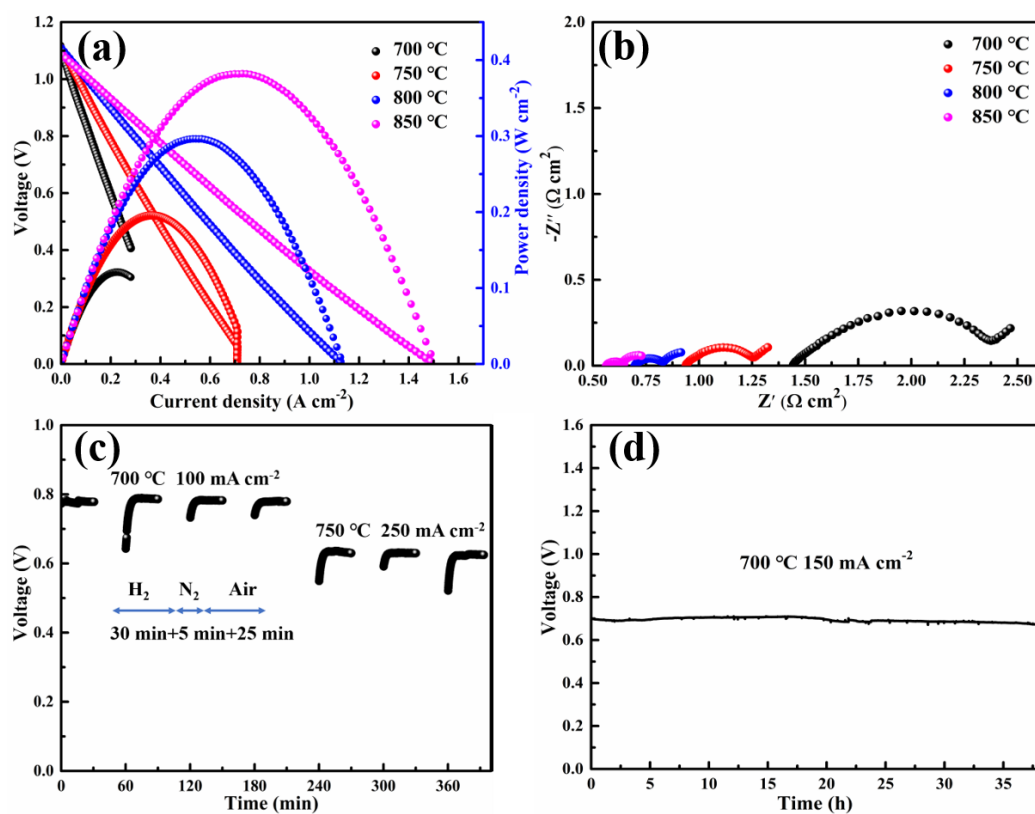 (a)
700 °C
750 °C
800 °C
850 °C
Voltage (V)
1.2
1.0
0.8
0.6
0.4
0.2
0.0
Power density (W cm-2)
0.4
0.3
0.2
0.1
0.0
0.0 0.2 0.4 0.6 0.8 1.0 1.2 1.4 1.6
Current density (A cm-2)
(b)
700 °C
750 °C
800 °C
850 °C
-Z′′ (Ω cm2)
2.0
1.5
1.0
0.5
0.0
0.50 0.75 1.00 1.25 1.50 1.75 2.00 2.25 2.50
Z′ (Ω cm2)
(c)
Voltage (V)
1.0
0.8
0.6
0.4
0.2
0.0
700 °C 100 mA cm-2
750 °C 250 mA cm-2
H2 N2 Air
30 min+5 min+25 min
0 60 120 180 240 300 360
Time (min)
(d)
Voltage (V)
1.6
1.4
1.2
1.0
0.8
0.6
0.4
0.2
0.0
700 °C 150 mA cm-2
0 5 10 15 20 25 30 35
Time (h)